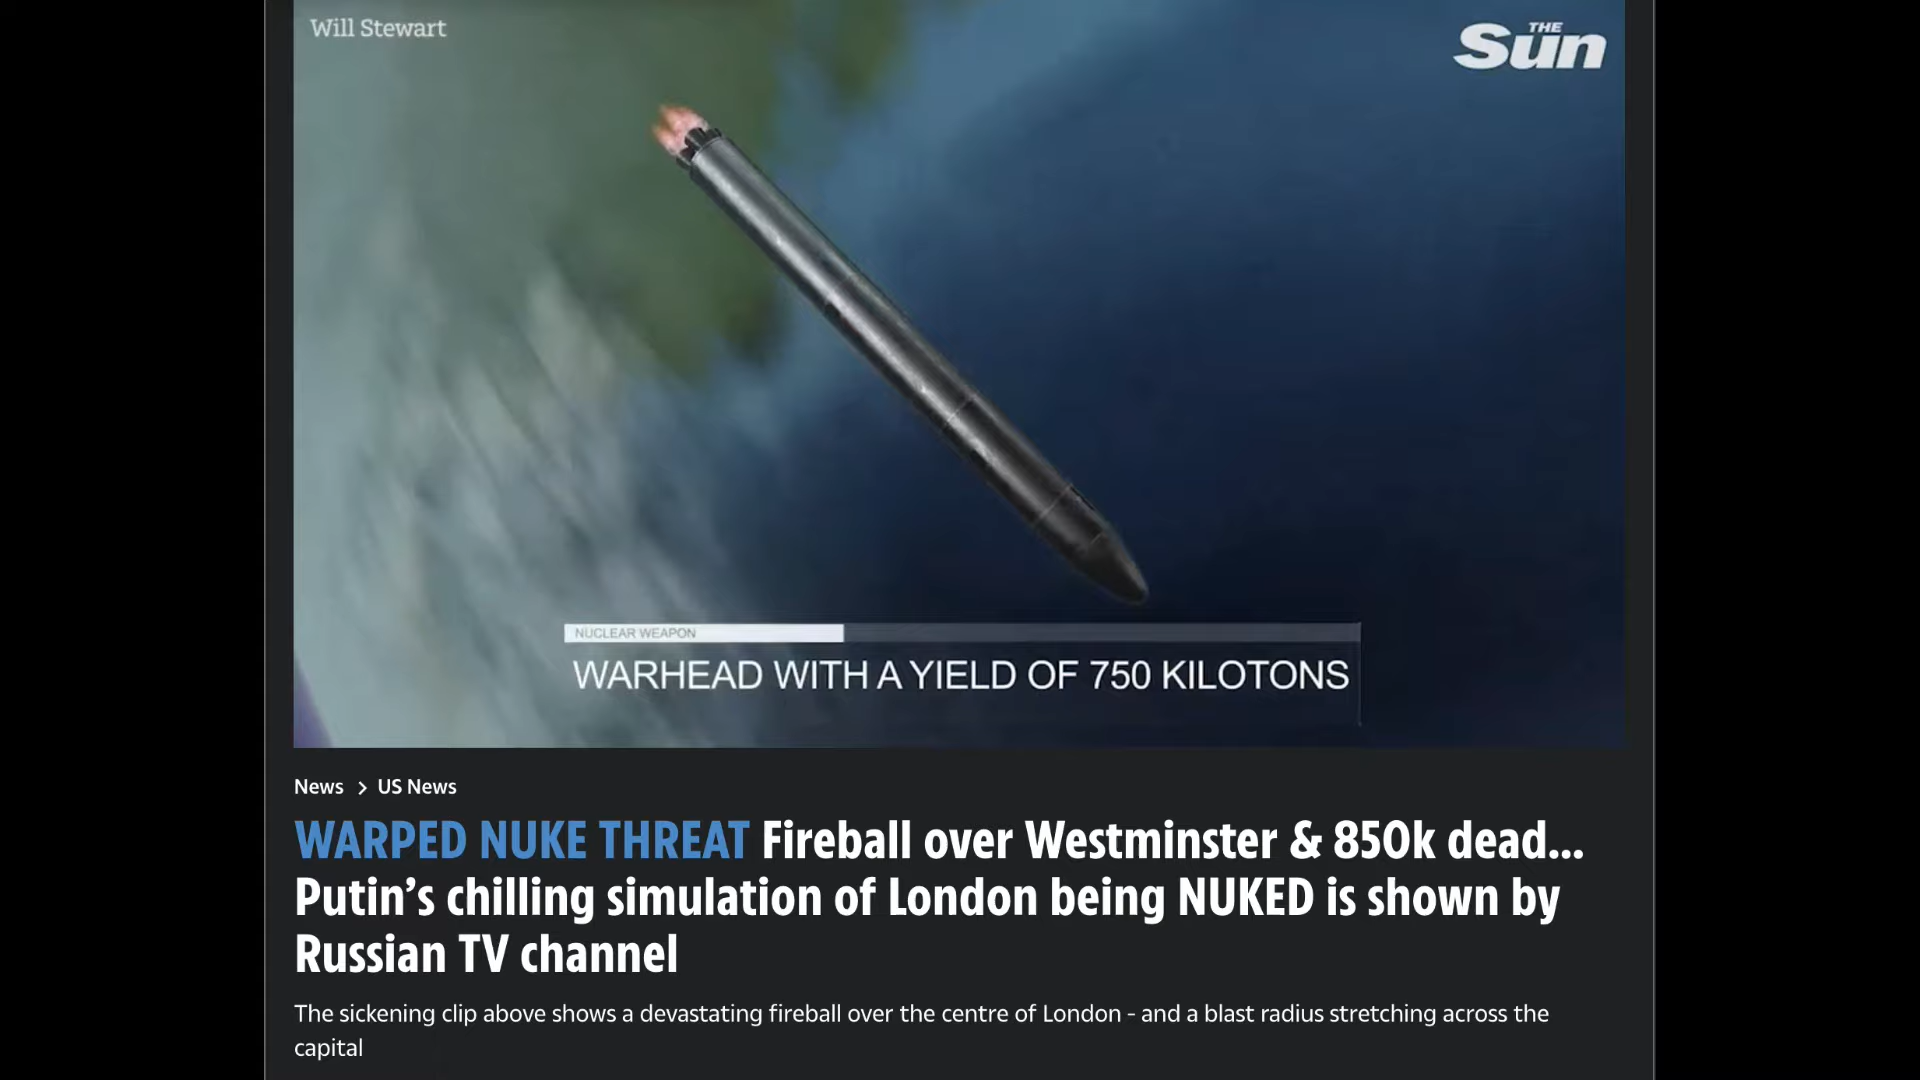 Will Stewart
THE
Sun
NUCLEAR WEAPON
WARHEAD WITH A YIELD OF 750 KILOTONS
News > US News
WARPED NUKE THREAT Fireball over Westminster & 850k dead...
Putin’s chilling simulation of London being NUKED is shown by
Russian TV channel
The sickening clip above shows a devastating fireball over the centre of London - and a blast radius stretching across the
capital